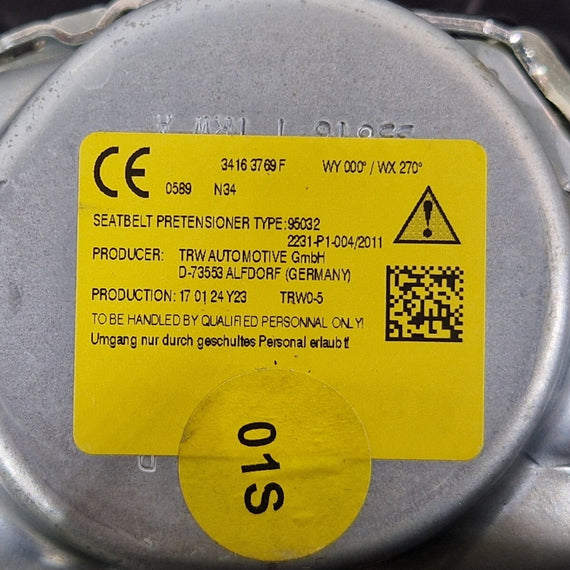 CE 3416 3769 F WY 000° / WX 270°
0589 N34
SEATBELT PRETENSIONER TYPE: 95032
2231-P1-004/2011
PRODUCER: TRW AUTOMOTIVE GmbH
D-73553 ALFDORF (GERMANY)
PRODUCTION: 17 01 24 Y23 TRW0-5
TO BE HANDLED BY QUALIFIED PERSONNAL ONLY!
Umgang nur durch geschultes Personal erlaubt!
01S